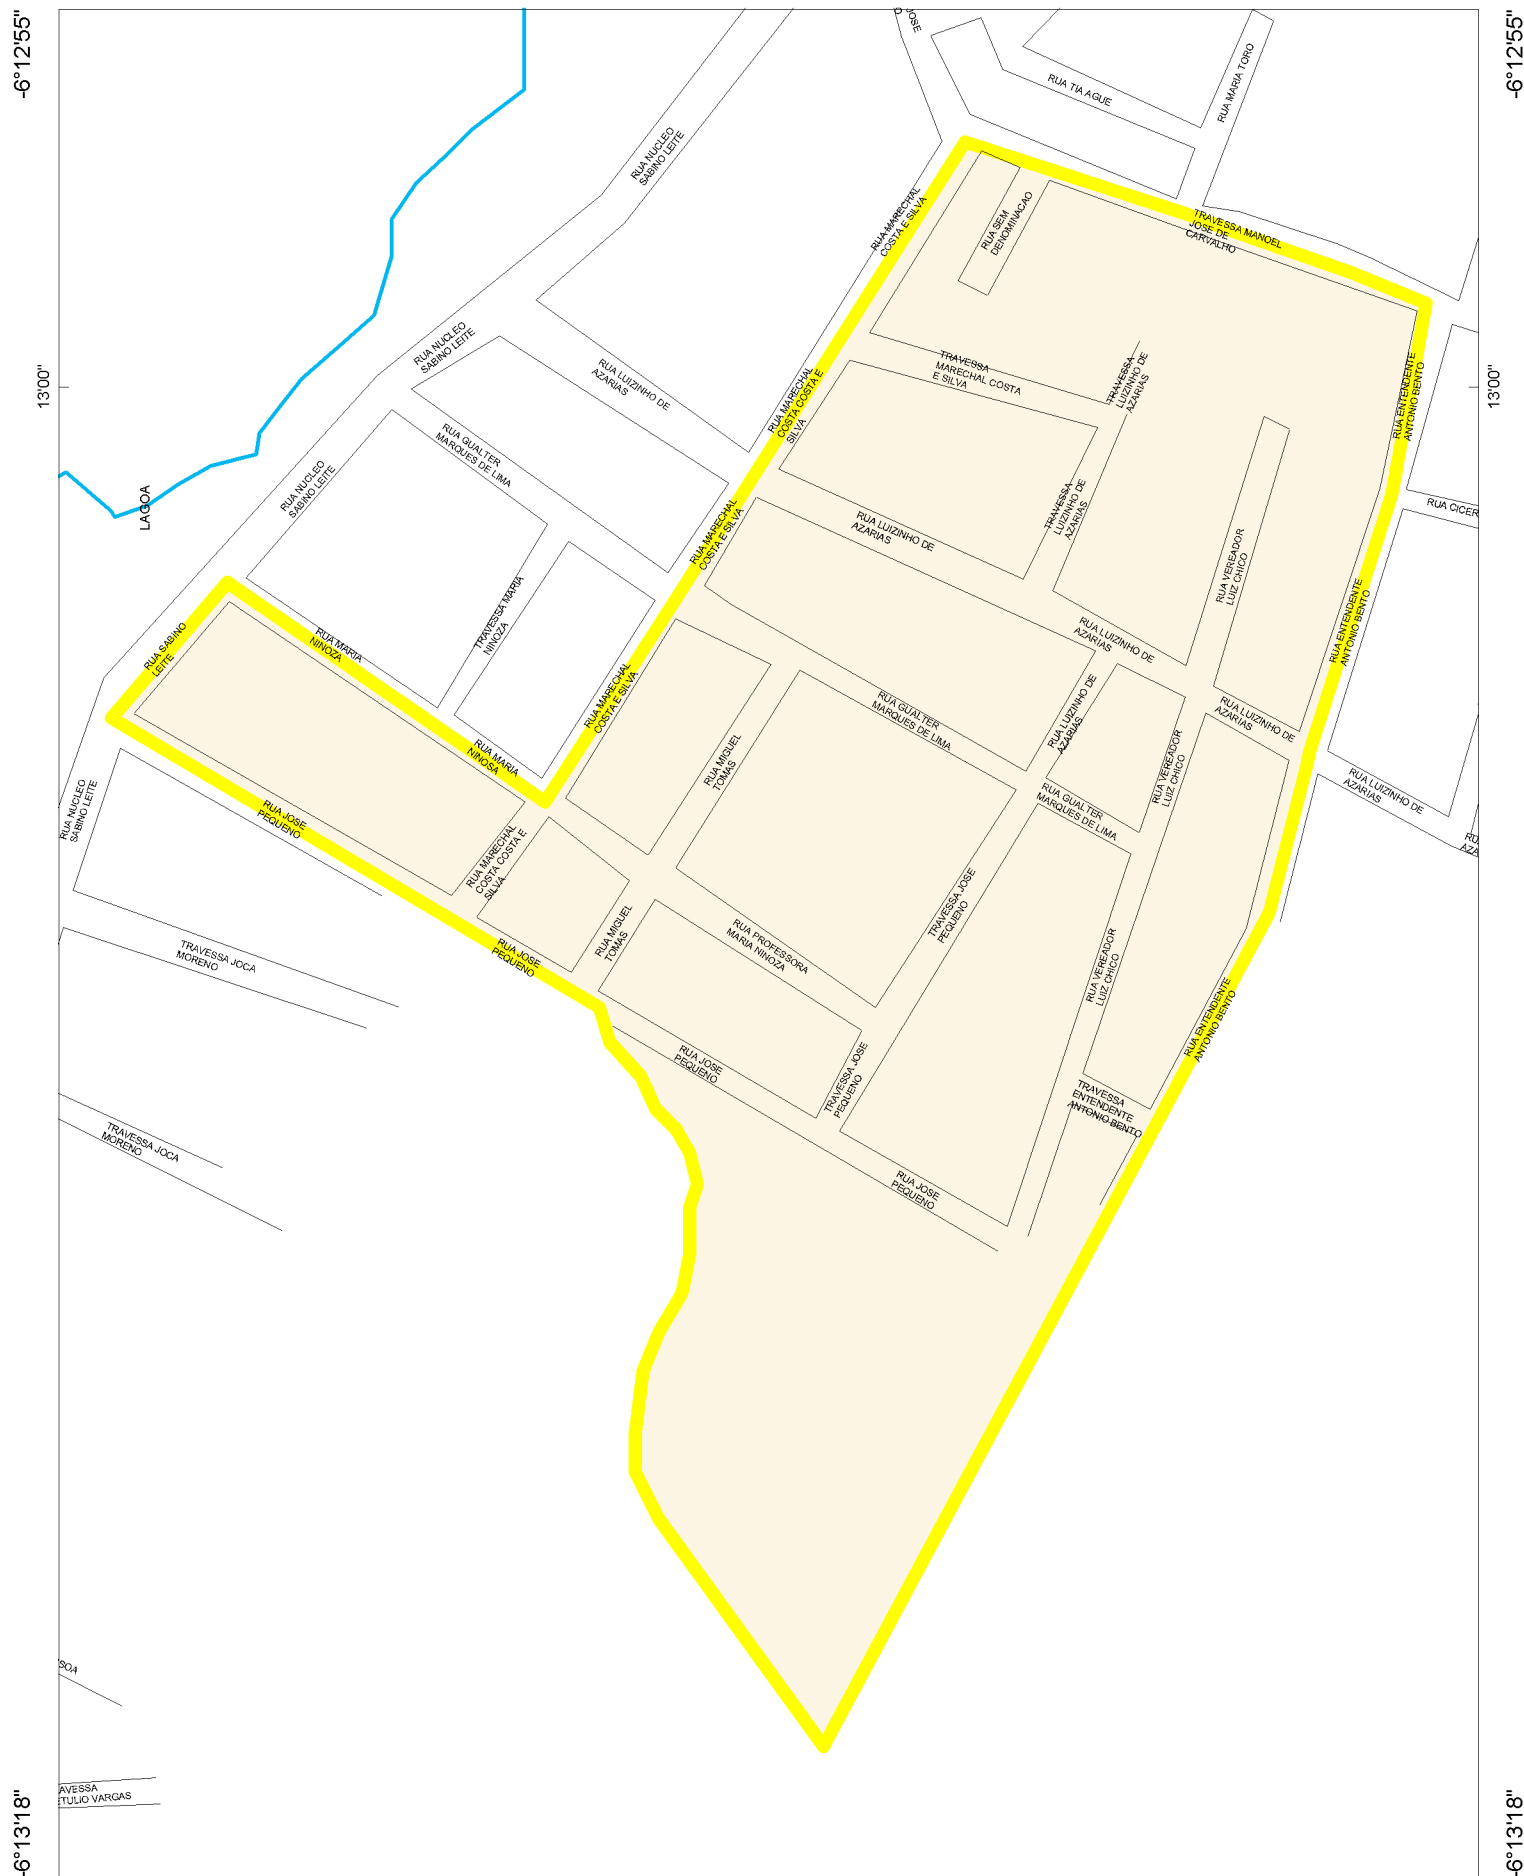 -6°12'55"
-6°12'55"
JOSE
RUA TIA AGUE
RUA MARIA TORO
RUA NUCLEO
SABINO LEITE
RUA MARECHAL
COSTA E SILVA
RUA SEM
DENOMINACAO
TRAVESSA MANOEL
JOSE DE
CARVALHO
RUA NUCLEO
SABINO LEITE
RUA LUIZINHO DE
AZARIAS
13'00"
13'00"
TRAVESSA
MARECHAL COSTA
E SILVA
TRAVESSA
LUIZINHO DE
AZARIAS
RUA ENTENDENTE
ANTONIO BENTO
RUA MARECHAL
COSTA COSTA E
SILVA
RUA GUALTER
MARQUES DE LIMA
RUA NUCLEO
SABINO LEITE
LAGOA
RUA MARECHAL
COSTA E SILVA
RUA LUIZINHO DE
AZARIAS
TRAVESSA
LUIZINHO DE
AZARIAS
RUA CICER
RUA VEREADOR
LUIZ CHICO
TRAVESSA MARIA
NINOZA
RUA MARIA
NINOZA
RUA SABINO
LEITE
RUA LUIZINHO DE
AZARIAS
RUA ENTENDENTE
ANTONIO BENTO
RUA MARECHAL
COSTA E SILVA
RUA GUALTER
MARQUES DE LIMA
RUA LUIZINHO DE
AZARIAS
RUA LUIZINHO DE
AZARIAS
RUA MARIA
NINOSA
RUA MIGUEL
TOMAS
RUA VEREADOR
LUIZ CHICO
RUA LUIZINHO DE
AZARIAS
RUA NUCLEO
SABINO LEITE
RUA JOSE
PEQUENO
RUA GUALTER
MARQUES DE LIMA
RU
AZA
RUA MARECHAL
COSTA COSTA E
SILVA
TRAVESSA JOSE
PEQUENO
RUA MIGUEL
TOMAS
RUA PROFESSORA
MARIA NINOZA
RUA JOSE
PEQUENO
TRAVESSA JOCA
MORENO
RUA VEREADOR
LUIZ CHICO
RUA ENTENDENTE
ANTONIO BENTO
RUA JOSE
PEQUENO
TRAVESSA JOSE
PEQUENO
TRAVESSA
ENTENDENTE
ANTONIO BENTO
TRAVESSA JOCA
MORENO
RUA JOSE
PEQUENO
SOA
AVESSA
ETULIO VARGAS
-6°13'18"
-6°13'18"